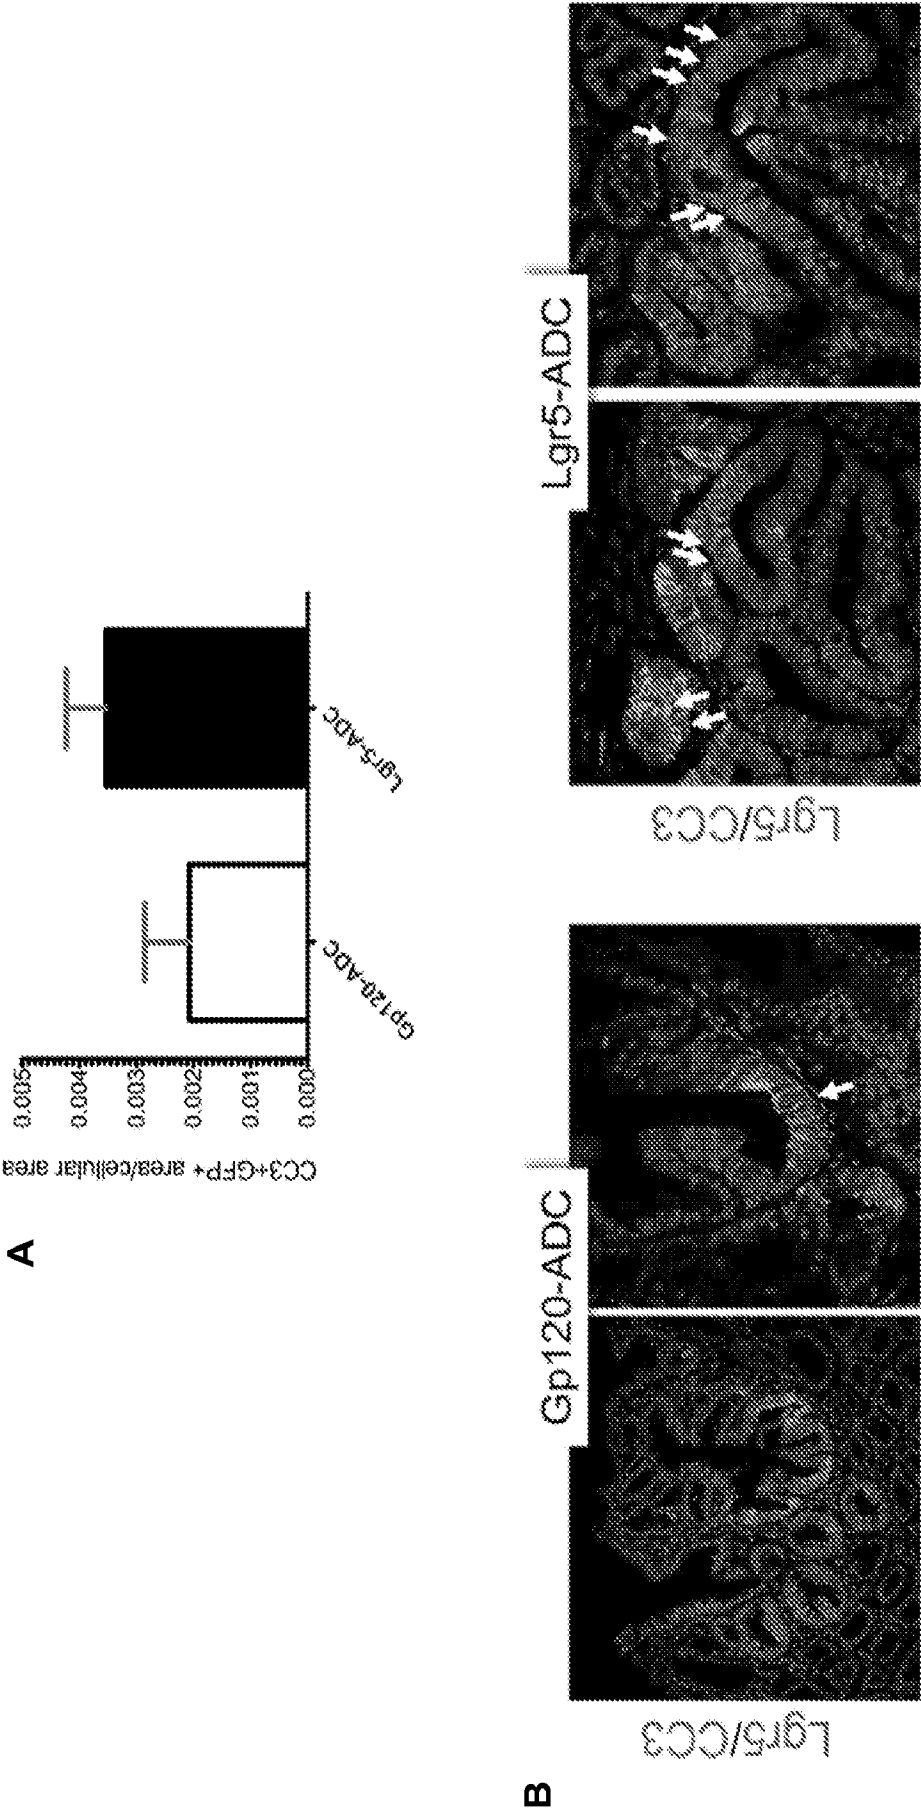 A
CC3+GFP+ area/cellular area
0.005
0.004
0.003
0.002
0.001
0.000
Gp120-ADC
Lgr5-ADC
B
Gp120-ADC
Lgr5/CC3
Lgr5-ADC
Lgr5/CC3